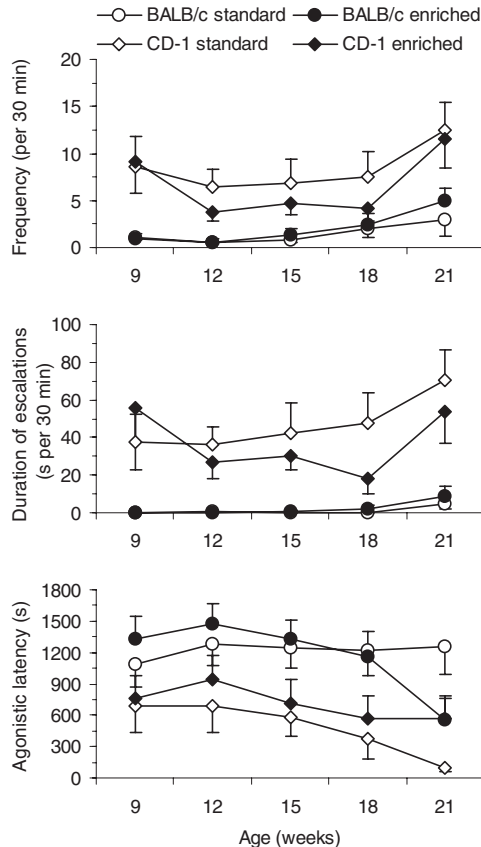 BALB/c standard BALB/c enriched
CD-1 standard CD-1 enriched
Frequency (per 30 min)
20
15
10
5
0
9 12 15 18 21
Duration of escalations
(s per 30 min)
100
80
60
40
20
0
9 12 15 18 21
Agonistic latency (s)
1800
1500
1200
900
600
300
0
9 12 15 18 21
Age (weeks)